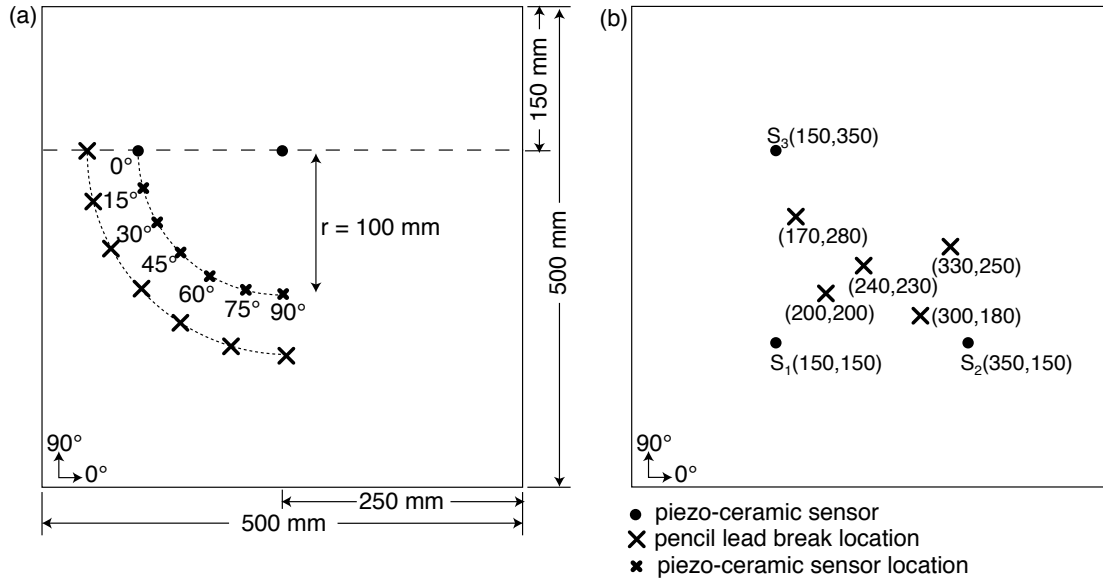 (a)
150 mm
0°
15°
30°
45°
60°
75°
90°
r = 100 mm
500 mm
90°
0°
250 mm
500 mm
(b)
S₃(150,350)
(170,280)
(330,250)
(240,230)
(200,200)
(300,180)
S₁(150,150)
S₂(350,150)
90°
0°
piezo-ceramic sensor
pencil lead break location
piezo-ceramic sensor location